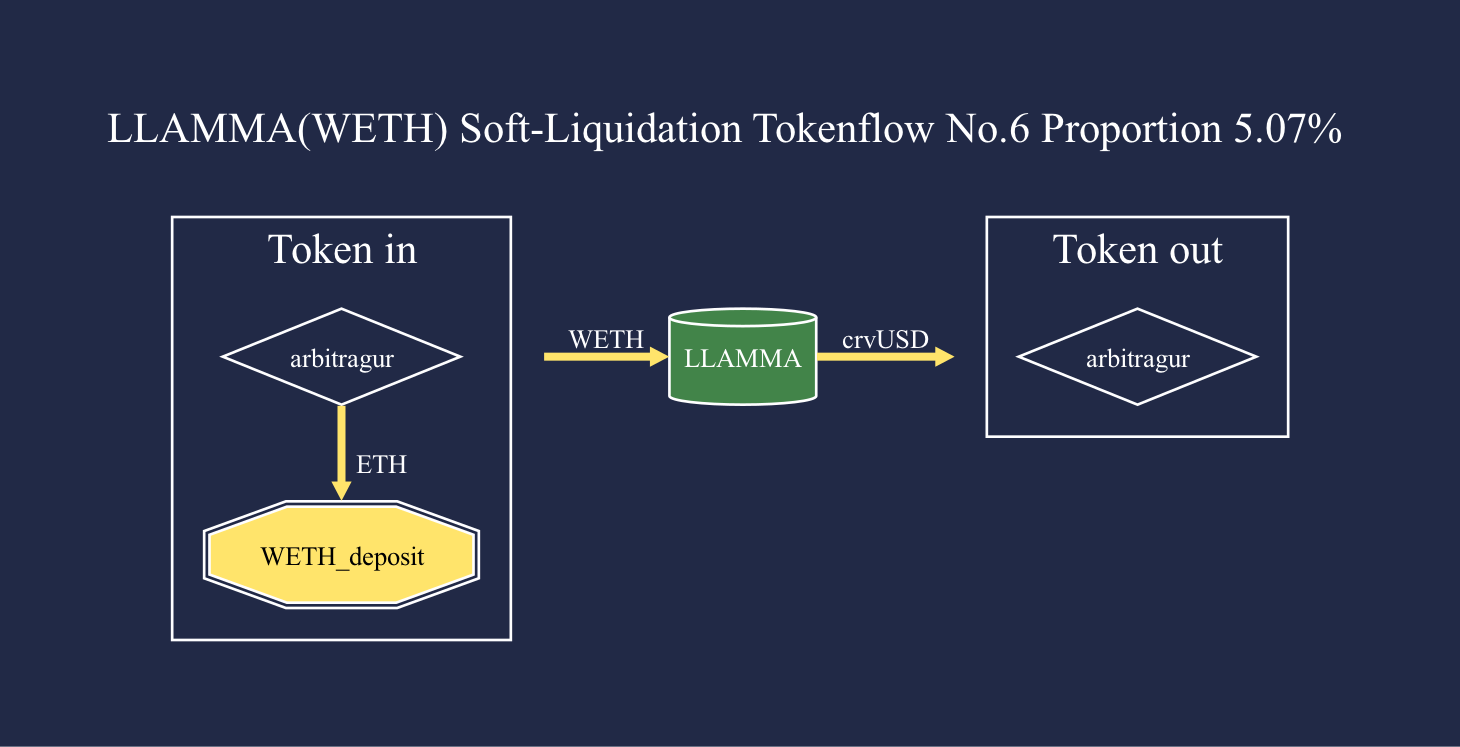 LLAMMA(WETH) Soft-Liquidation Tokenflow No.6 Proportion 5.07%
Token in
arbitragur
ETH
WETH_deposit
WETH
LLAMMA
crvUSD
Token out
arbitragur